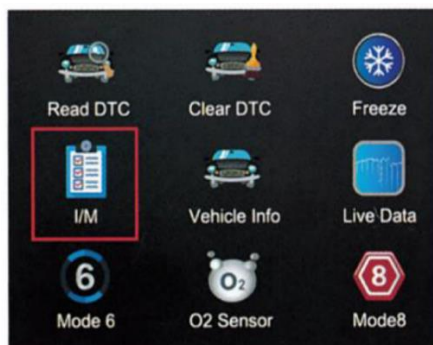 Read DTC
Clear DTC
Freeze
I/M
Vehicle Info
Live Data
6
O2
8
Mode 6
O2 Sensor
Mode8